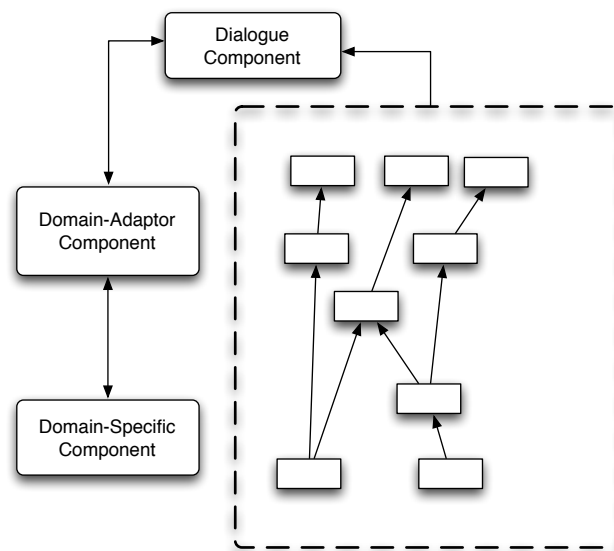 Dialogue
Component
Domain-Adaptor
Component
Domain-Specific
Component